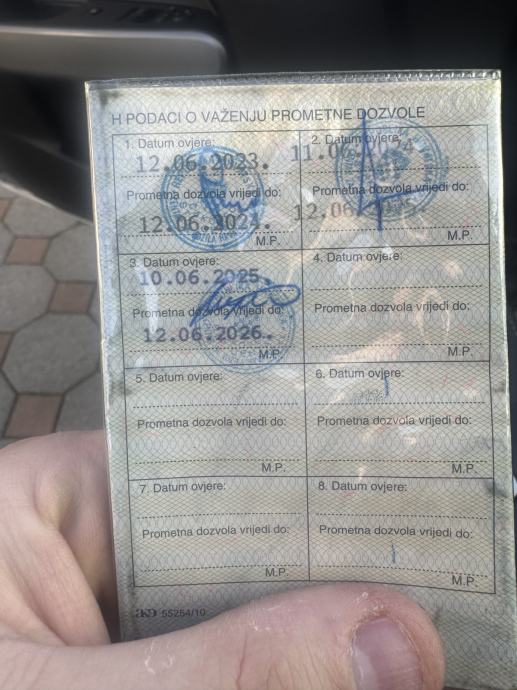 H PODACI O VAŽENJU PROMETNE DOZVOLE
1. Datum ovjere:
12.06.2023.
Prometna dozvola vrijedi do:
M.P.
2. Datum ovjere:
Prometna dozvola vrijedi do:
M.P.
3. Datum ovjere:
10.06.2025.
Prometna dozvola vrijedi do:
12.06.2026.
M.P.
4. Datum ovjere:
Prometna dozvola vrijedi do:
M.P.
5. Datum ovjere:
Prometna dozvola vrijedi do:
M.P.
6. Datum ovjere:
Prometna dozvola vrijedi do:
M.P.
7. Datum ovjere:
Prometna dozvola vrijedi do:
M.P.
8. Datum ovjere:
Prometna dozvola vrijedi do:
M.P.
AKD 55254/10